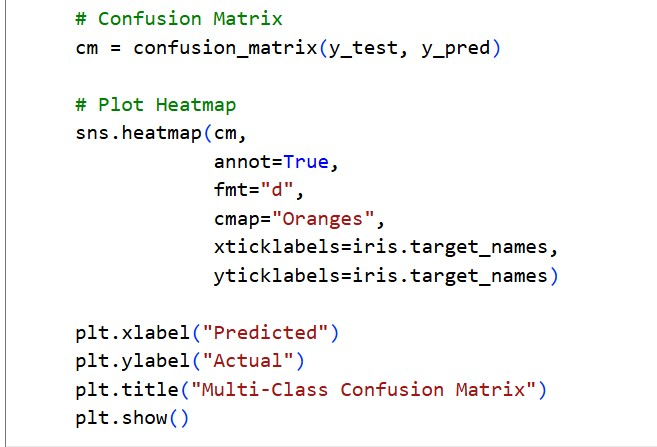 # Confusion Matrix
cm = confusion_matrix(y_test, y_pred)
# Plot Heatmap
sns.heatmap(cm,
            annot=True,
            fmt="d",
            cmap="Oranges",
            xticklabels=iris.target_names,
            yticklabels=iris.target_names)
plt.xlabel("Predicted")
plt.ylabel("Actual")
plt.title("Multi-Class Confusion Matrix")
plt.show()